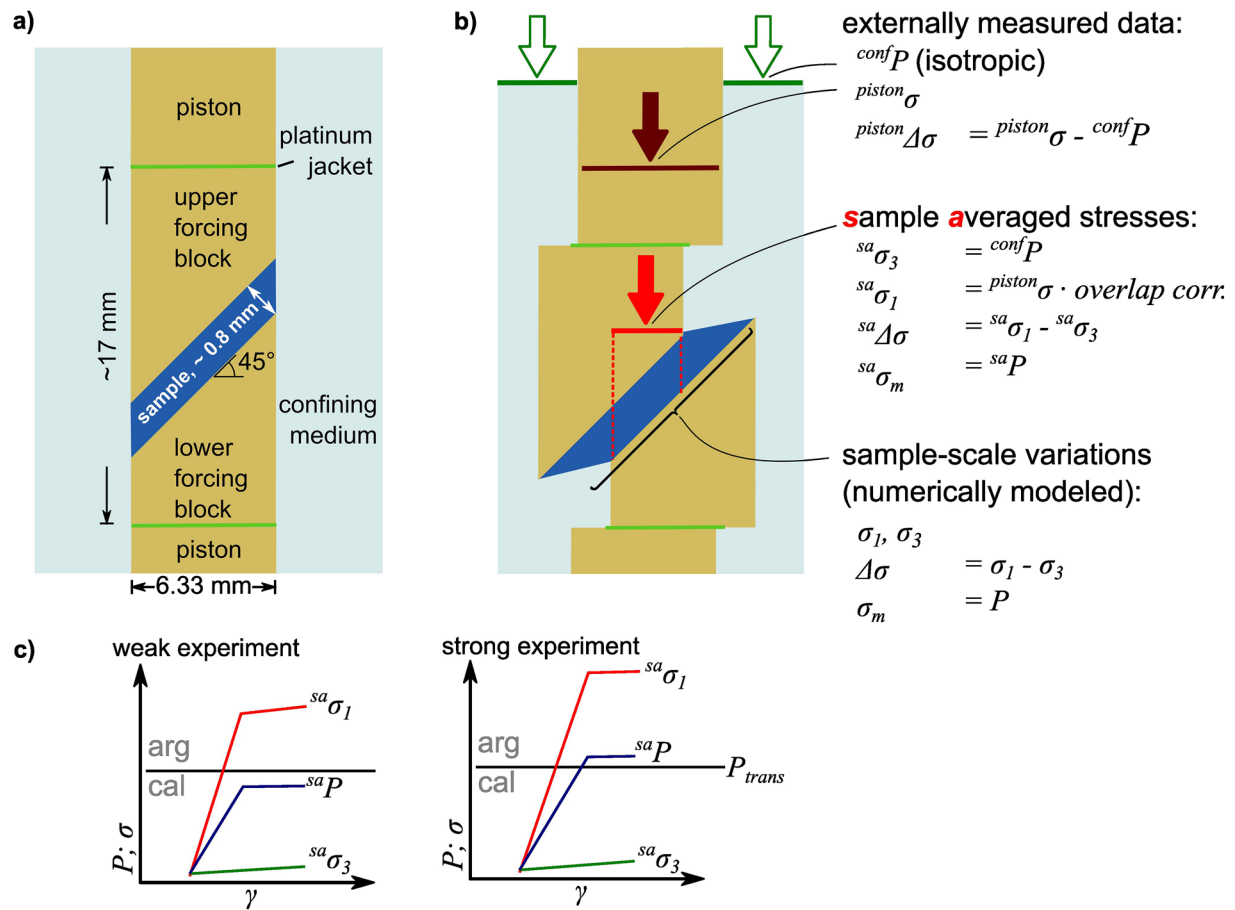 a)
piston
platinum
jacket
upper
forcing
block
~17 mm
sample, ~ 0.8 mm
45°
confining
medium
lower
forcing
block
piston
6.33 mm
b)
externally measured data:
confP (isotropic)
pistonσ
pistonΔσ = pistonσ - confP
sample averaged stresses:
saσ3 = confP
saσ1 = pistonσ · overlap corr.
saΔσ = saσ1 - saσ3
saσm = saP
sample-scale variations
(numerically modeled):
σ1, σ3
Δσ = σ1 - σ3
σm = P
c)
weak experiment
saσ1
arg
cal
saP
saσ3
P; σ
γ
strong experiment
saσ1
arg
saP
cal
Ptrans
saσ3
P; σ
γ